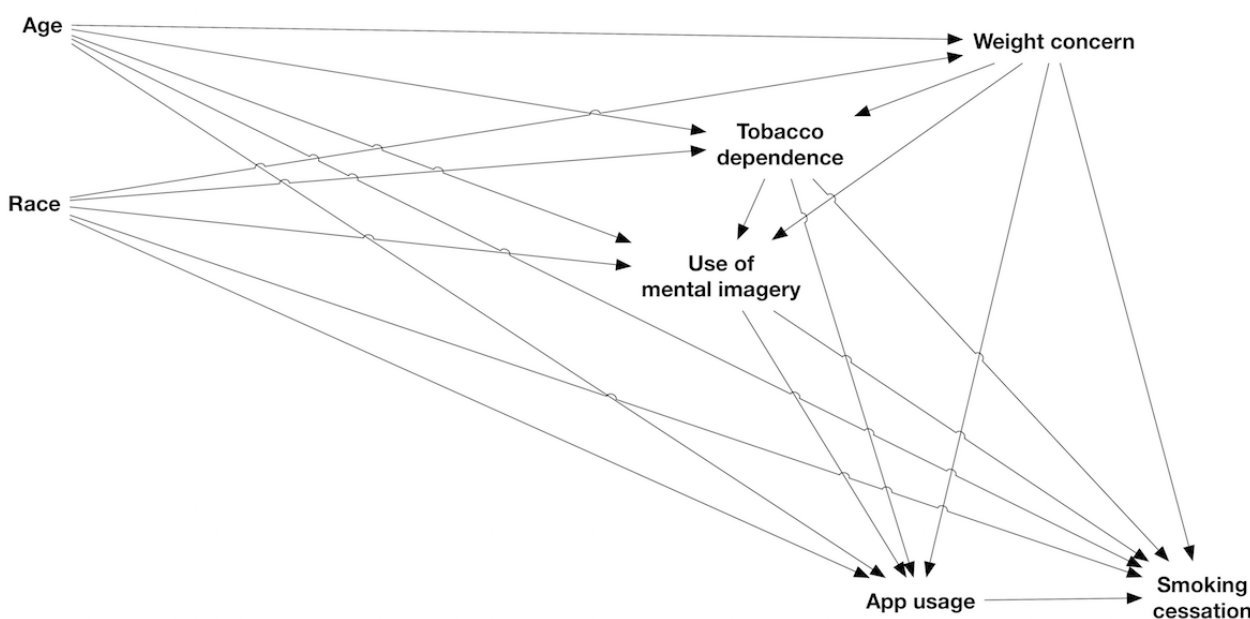 Age
Weight concern
Tobacco
dependence
Race
Use of
mental imagery
App usage
Smoking
cessation